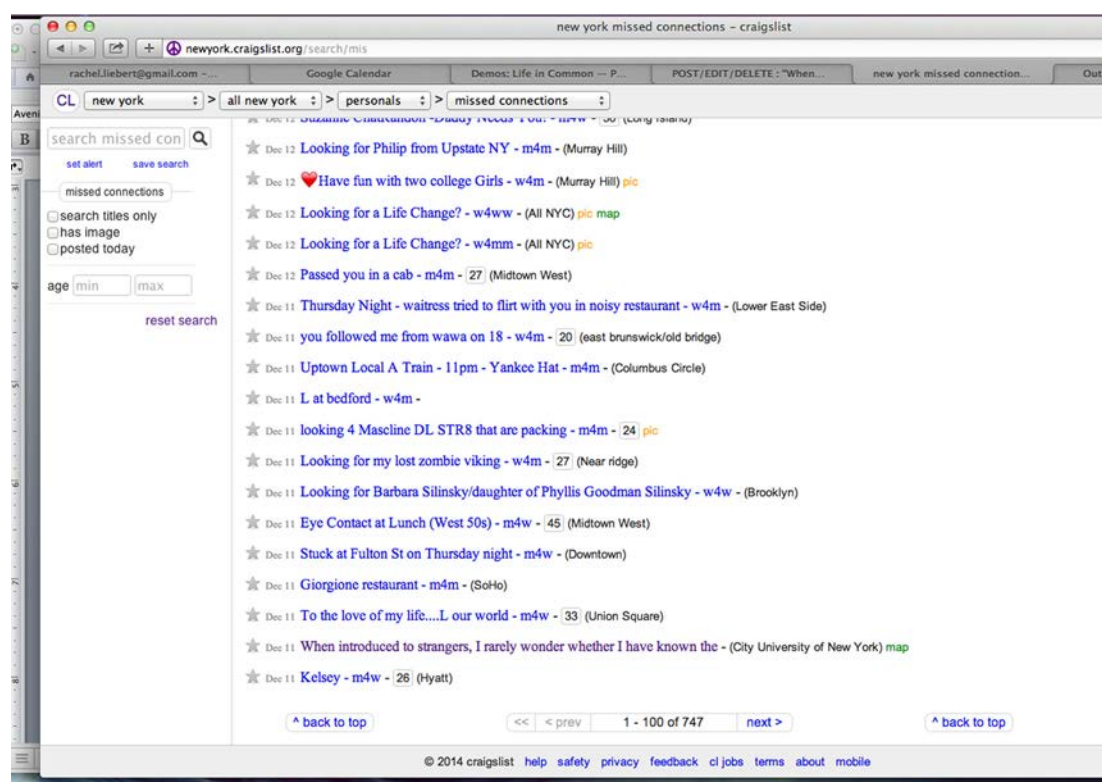 new york missed connections – craigslist
newyork.craigslist.org/search/mis
rachel.liebert@gmail.com –...
Google Calendar
Demos: Life in Common — P...
POST/EDIT/DELETE : "When...
new york missed connection...
Out
CL new york > all new york > personals > missed connections
Aveni
B
search missed con
set alert save search
missed connections
search titles only
has image
posted today
age min max
reset search
Dec 12 Looking for Philip from Upstate NY - m4m - (Murray Hill)
Dec 12 ❤Have fun with two college Girls - w4m - (Murray Hill) pic
Dec 12 Looking for a Life Change? - w4ww - (All NYC) pic map
Dec 12 Looking for a Life Change? - w4mm - (All NYC) pic
Dec 12 Passed you in a cab - m4m - 27 (Midtown West)
Dec 11 Thursday Night - waitress tried to flirt with you in noisy restaurant - w4m - (Lower East Side)
Dec 11 you followed me from wawa on 18 - w4m - 20 (east brunswick/old bridge)
Dec 11 Uptown Local A Train - 11pm - Yankee Hat - m4m - (Columbus Circle)
Dec 11 L at bedford - w4m -
Dec 11 looking 4 Mascline DL STR8 that are packing - m4m - 24 pic
Dec 11 Looking for my lost zombie viking - w4m - 27 (Near ridge)
Dec 11 Looking for Barbara Silinsky/daughter of Phyllis Goodman Silinsky - w4w - (Brooklyn)
Dec 11 Eye Contact at Lunch (West 50s) - m4w - 45 (Midtown West)
Dec 11 Stuck at Fulton St on Thursday night - m4w - (Downtown)
Dec 11 Giorgione restaurant - m4m - (SoHo)
Dec 11 To the love of my life....L our world - m4w - 33 (Union Square)
Dec 11 When introduced to strangers, I rarely wonder whether I have known the - (City University of New York) map
Dec 11 Kelsey - m4w - 26 (Hyatt)
^ back to top << < prev 1 - 100 of 747 next > ^ back to top
© 2014 craigslist help safety privacy feedback cl jobs terms about mobile